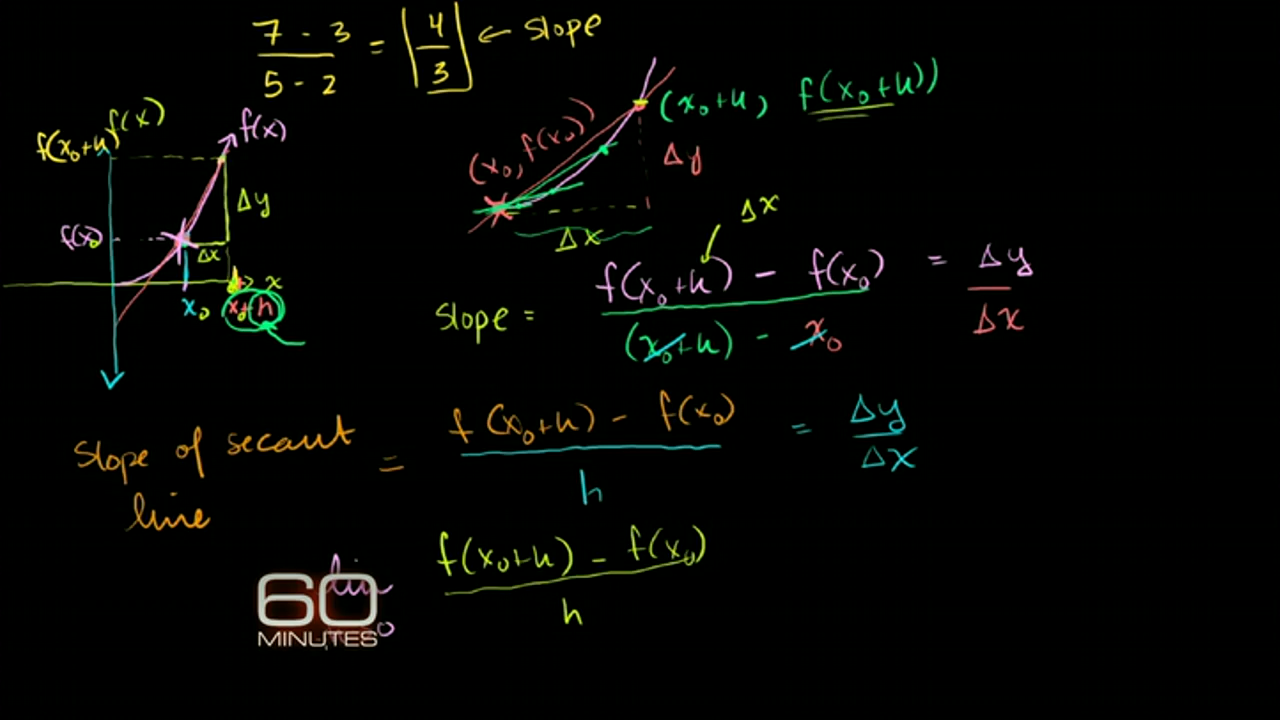 7 - 3
5 - 2
=
4
3
← slope
f(x)
f(x₀+h)
f(x)
(x₀, f(x₀))
(x₀+h, f(x₀+h))
Δy
Δy
f(x₀)
Δx
Δx
Δx
x
x₀
x₀+h
slope =
f(x₀+h) - f(x₀)
(x₀+h) - x₀
=
Δy
Δx
Slope of secant
line
=
f(x₀+h) - f(x₀)
h
=
Δy
Δx
lim
f(x₀+h) - f(x₀)
h
60
MINUTES